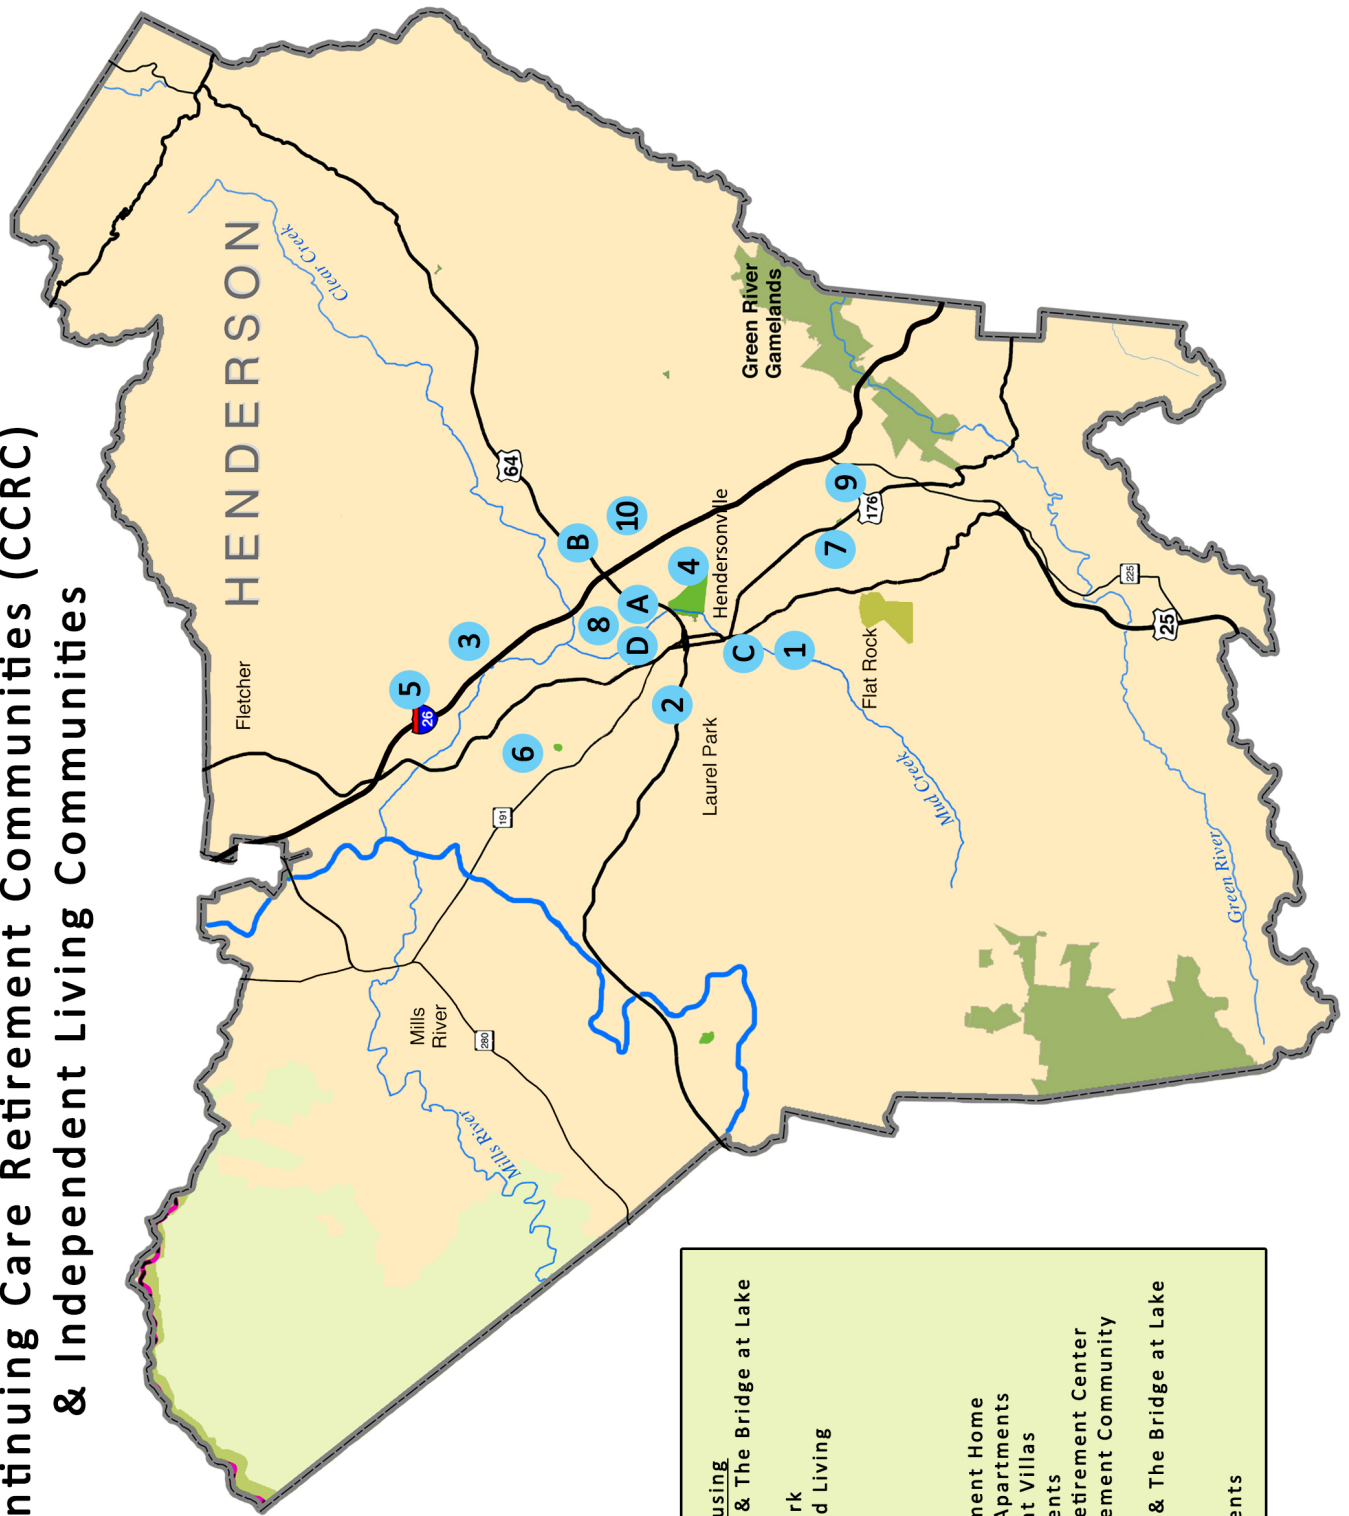 ntinuing Care Retirement Communities (CCRC)
& Independent Living Communities
HENDERSON
Fletcher
Clear Creek
Mills
River
Mills River
Laurel Park
Hendersonville
Flat Rock
Mud Creek
Green River
Green River
Gamelands
26
64
191
280
176
25
225
5
3
6
8
D
A
B
10
2
4
C
1
7
9
using
& The Bridge at Lake
rk
d Living
ment Home
Apartments
nt Villas
ents
etirement Center
ement Community
& The Bridge at Lake
ents